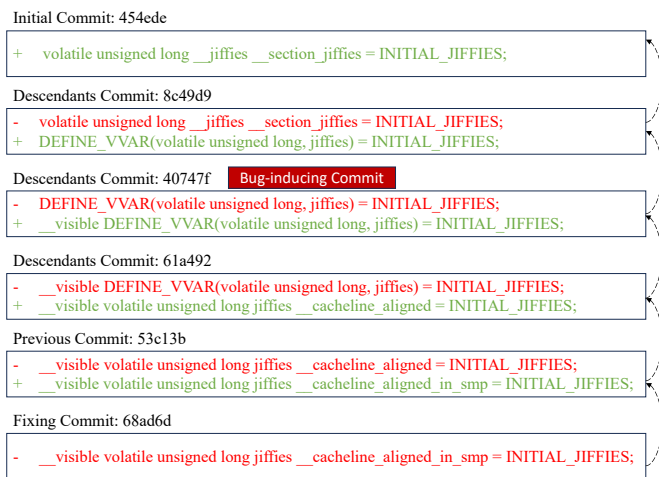 Initial Commit: 454ede
+ volatile unsigned long __jiffies __section_jiffies = INITIAL_JIFFIES;
Descendants Commit: 8c49d9
- volatile unsigned long __jiffies __section_jiffies = INITIAL_JIFFIES;
+ DEFINE_VVAR(volatile unsigned long, jiffies) = INITIAL_JIFFIES;
Descendants Commit: 40747f Bug-inducing Commit
- DEFINE_VVAR(volatile unsigned long, jiffies) = INITIAL_JIFFIES;
+ __visible DEFINE_VVAR(volatile unsigned long, jiffies) = INITIAL_JIFFIES;
Descendants Commit: 61a492
- __visible DEFINE_VVAR(volatile unsigned long, jiffies) = INITIAL_JIFFIES;
+ __visible volatile unsigned long jiffies __cacheline_aligned = INITIAL_JIFFIES;
Previous Commit: 53c13b
- __visible volatile unsigned long jiffies __cacheline_aligned = INITIAL_JIFFIES;
+ __visible volatile unsigned long jiffies __cacheline_aligned_in_smp = INITIAL_JIFFIES;
Fixing Commit: 68ad6d
- __visible volatile unsigned long jiffies __cacheline_aligned_in_smp = INITIAL_JIFFIES;